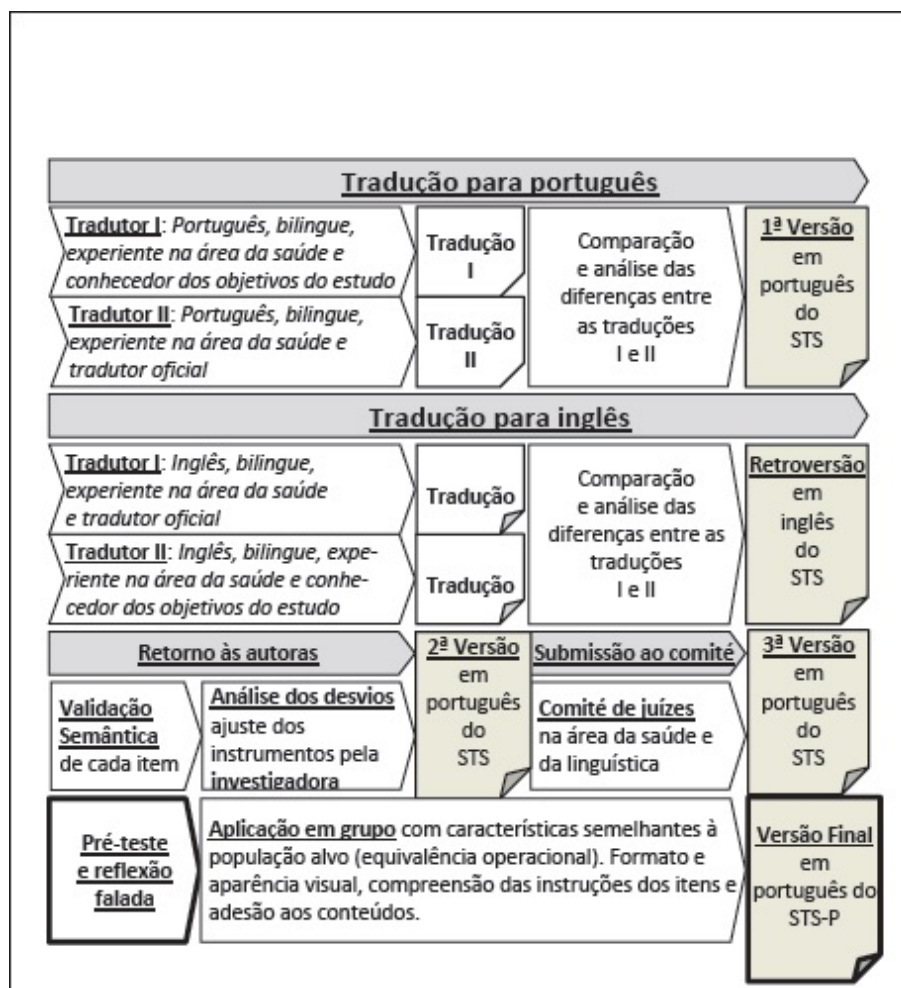 Tradução para português
Tradutor I: Português, bilingue,
experiente na área da saúde e
conhecedor dos objetivos do estudo
Tradução
I
Tradutor II: Português, bilingue,
experiente na área da saúde e
tradutor oficial
Tradução
II
Comparação
e análise das
diferenças entre
as traduções
I e II
1ª Versão
em
português
do
STS
Tradução para inglês
Tradutor I: Inglês, bilingue,
experiente na área da saúde
e tradutor oficial
Tradução
Tradutor II: Inglês, bilingue, expe-
riente na área da saúde e conhe-
cedor dos objetivos do estudo
Tradução
Comparação
e análise das
diferenças entre as
traduções
I e II
Retroversão
em
inglês
do
STS
Retorno às autoras
Validação
Semântica
de cada item
Análise dos desvios
ajuste dos
instrumentos pela
investigadora
2ª Versão
em
português
do
STS
Submissão ao comité
Comité de juízes
na área da saúde e
da linguística
3ª Versão
em
português
do
STS
Pré-teste
e reflexão
falada
Aplicação em grupo com características semelhantes à
população alvo (equivalência operacional). Formato e
aparência visual, compreensão das instruções dos itens e
adesão aos conteúdos.
Versão Final
em
português do
STS-P